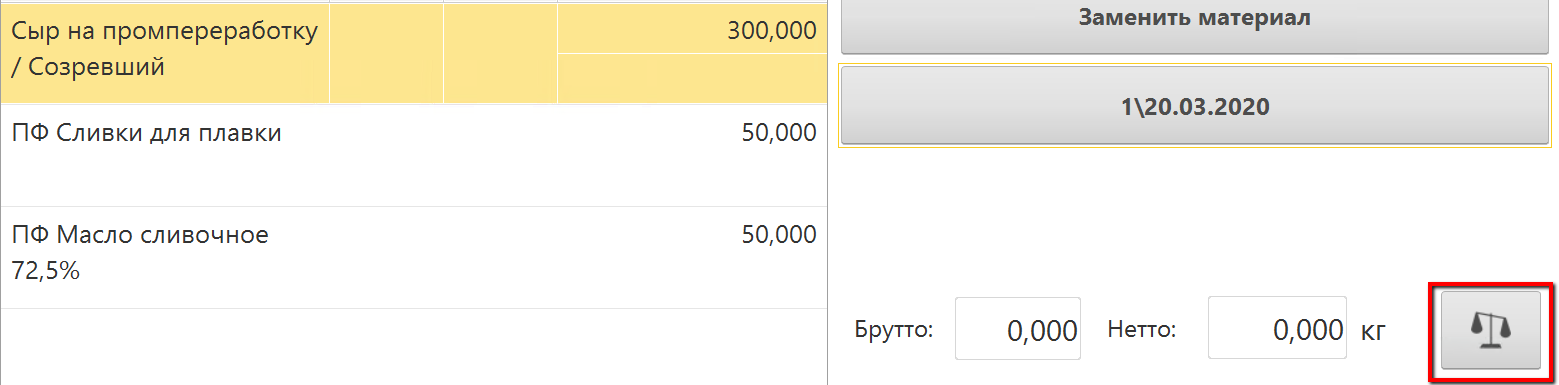 Сыр на промпереработку 300,000
/ Созревший
ПФ Сливки для плавки 50,000
ПФ Масло сливочное 50,000
72,5%
Заменить материал
1\20.03.2020
Брутто: 0,000 Нетто: 0,000 кг